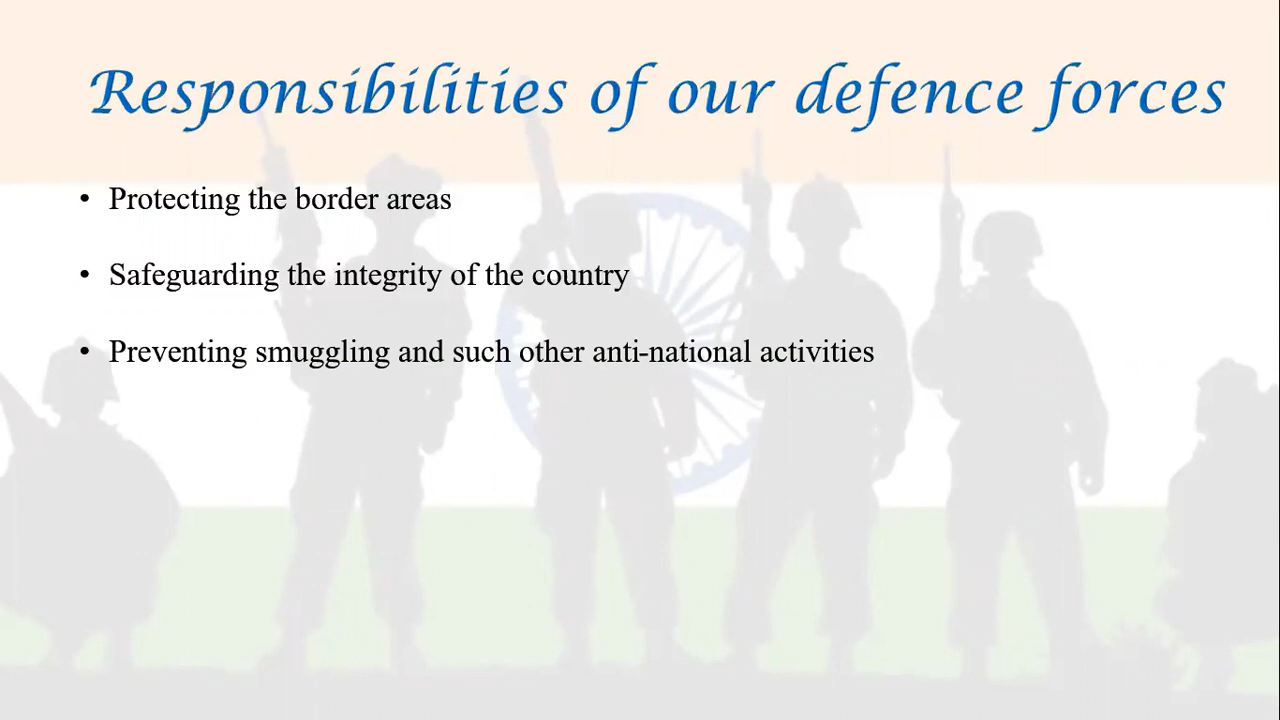 Responsibilities of our defence forces
• Protecting the border areas
• Safeguarding the integrity of the country
• Preventing smuggling and such other anti-national activities